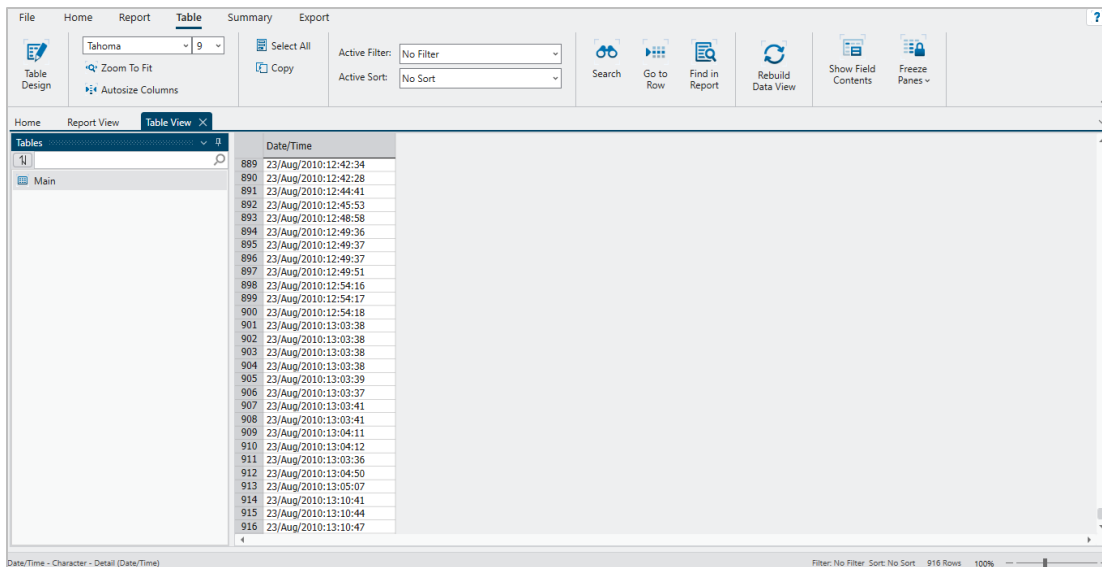 File Home Report Table Summary Export ?
Table Design
Tahoma 9
Zoom To Fit
Autosize Columns
Select All
Copy
Active Filter: No Filter
Active Sort: No Sort
Search
Go to Row
Find in Report
Rebuild Data View
Show Field Contents
Freeze Panes
Home Report View Table View
Tables
Main
Date/Time
889 23/Aug/2010:12:42:34
890 23/Aug/2010:12:42:28
891 23/Aug/2010:12:44:41
892 23/Aug/2010:12:45:53
893 23/Aug/2010:12:48:58
894 23/Aug/2010:12:49:36
895 23/Aug/2010:12:49:37
896 23/Aug/2010:12:49:37
897 23/Aug/2010:12:49:51
898 23/Aug/2010:12:54:16
899 23/Aug/2010:12:54:17
900 23/Aug/2010:12:54:18
901 23/Aug/2010:13:03:38
902 23/Aug/2010:13:03:38
903 23/Aug/2010:13:03:38
904 23/Aug/2010:13:03:38
905 23/Aug/2010:13:03:39
906 23/Aug/2010:13:03:37
907 23/Aug/2010:13:03:41
908 23/Aug/2010:13:03:41
909 23/Aug/2010:13:04:11
910 23/Aug/2010:13:04:12
911 23/Aug/2010:13:03:36
912 23/Aug/2010:13:04:50
913 23/Aug/2010:13:05:07
914 23/Aug/2010:13:10:41
915 23/Aug/2010:13:10:44
916 23/Aug/2010:13:10:47
Date/Time - Character - Detail (Date/Time) Filter: No Filter Sort: No Sort 916 Rows 100%